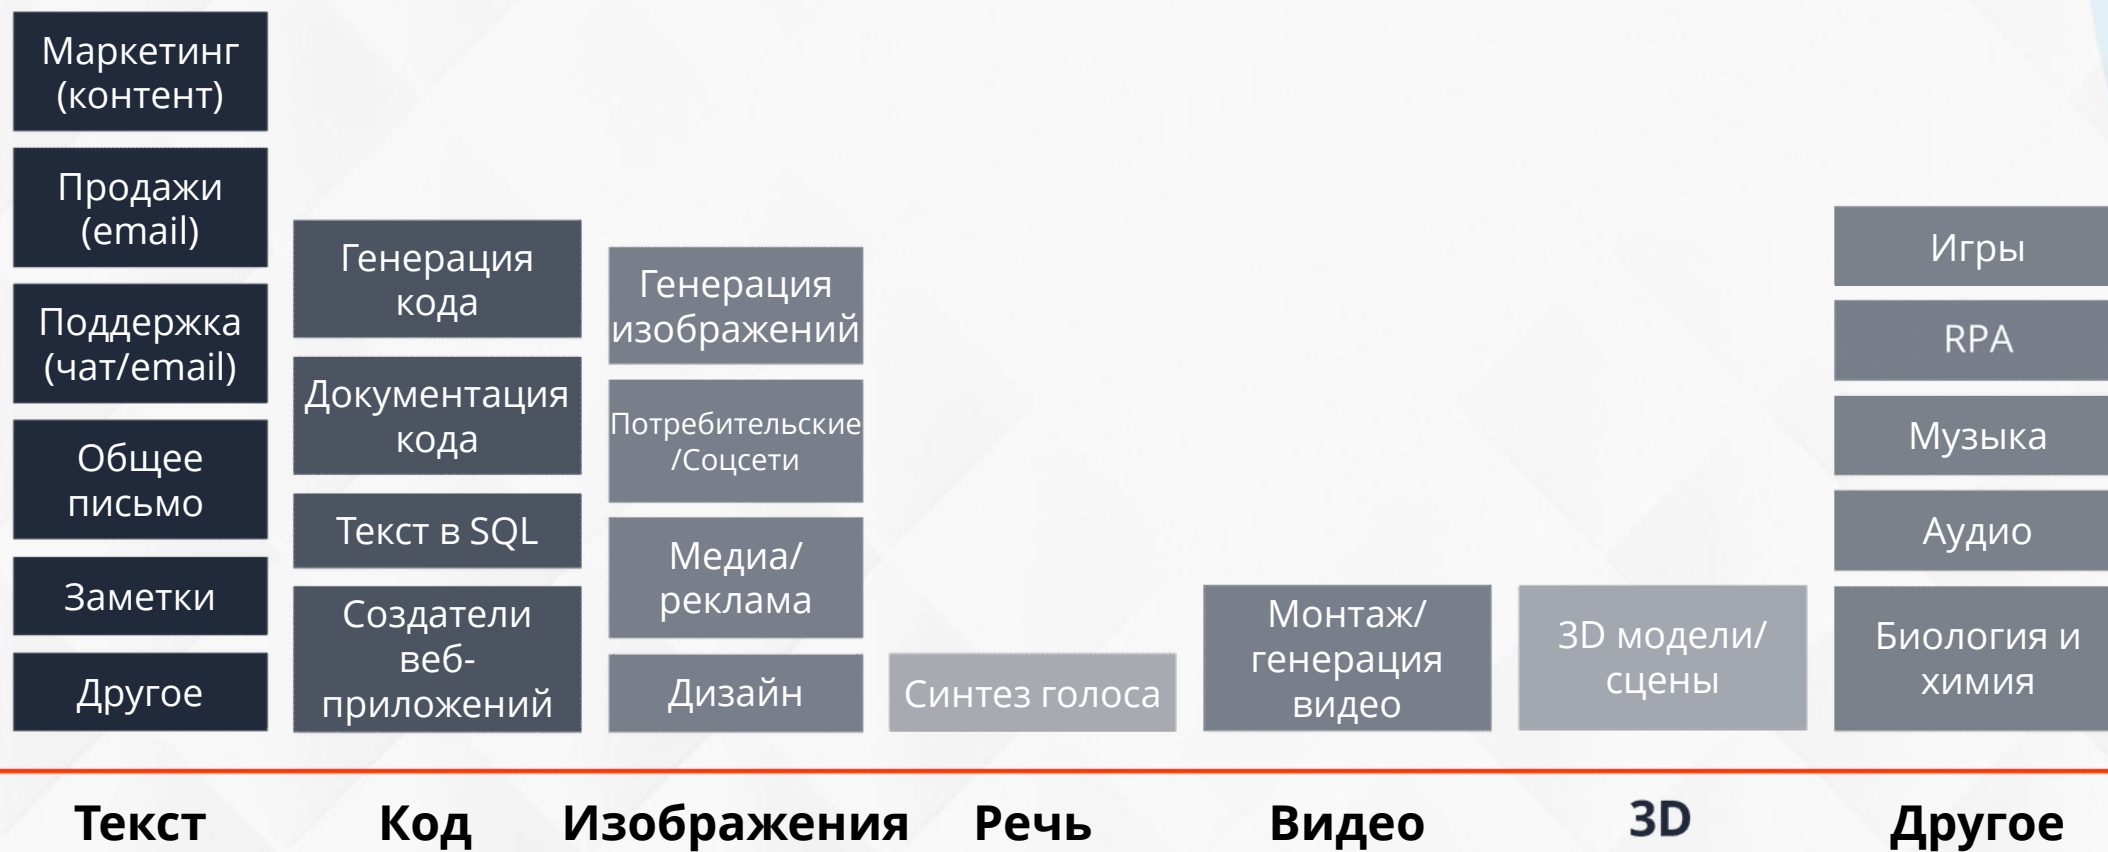 Маркетинг
(контент)
Продажи
(email)
Поддержка
(чат/email)
Общее
письмо
Заметки
Другое
Генерация
кода
Документация
кода
Текст в SQL
Создатели
веб-
приложений
Генерация
изображений
Потребительские
/Соцсети
Медиа/
реклама
Дизайн
Синтез голоса
Монтаж/
генерация
видео
3D модели/
сцены
Игры
RPA
Музыка
Аудио
Биология и
химия
Текст
Код
Изображения
Речь
Видео
3D
Другое